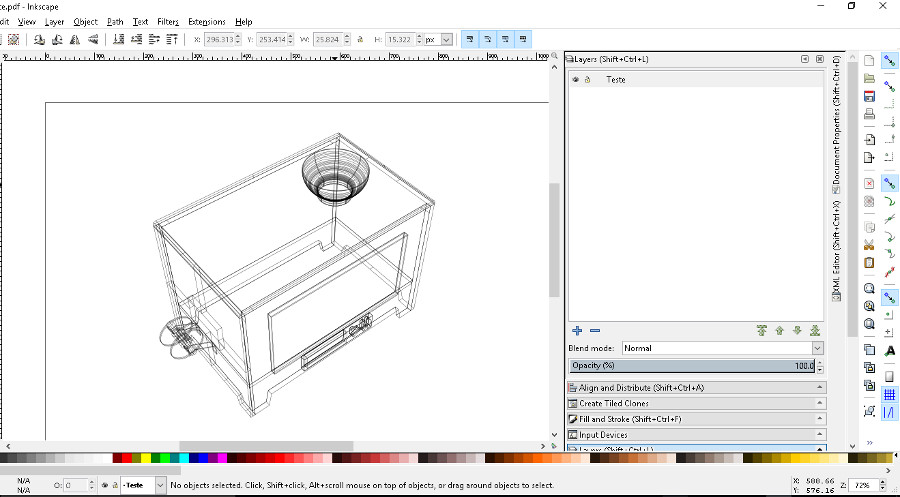 ce.pdf - Inkscape
dit View Layer Object Path Text Filters Extensions Help
X: 296.313 Y: 253.414 W: 25.824 H: 15.322 px
Layers (Shift+Ctrl+L)
Teste
Document Properties (Shift+Ctrl+D)
XML Editor (Shift+Ctrl+X)
Blend mode: Normal
Opacity (%) 100.0
Align and Distribute (Shift+Ctrl+A)
Create Tiled Clones
Fill and Stroke (Shift+Ctrl+F)
Input Devices
Layers (Shift+Ctrl+L)
N/A
N/A
O: 0
-Teste
No objects selected. Click, Shift+click, Alt+scroll mouse on top of objects, or drag around objects to select.
X: 508.66
Y: 576.16
Z: 72%